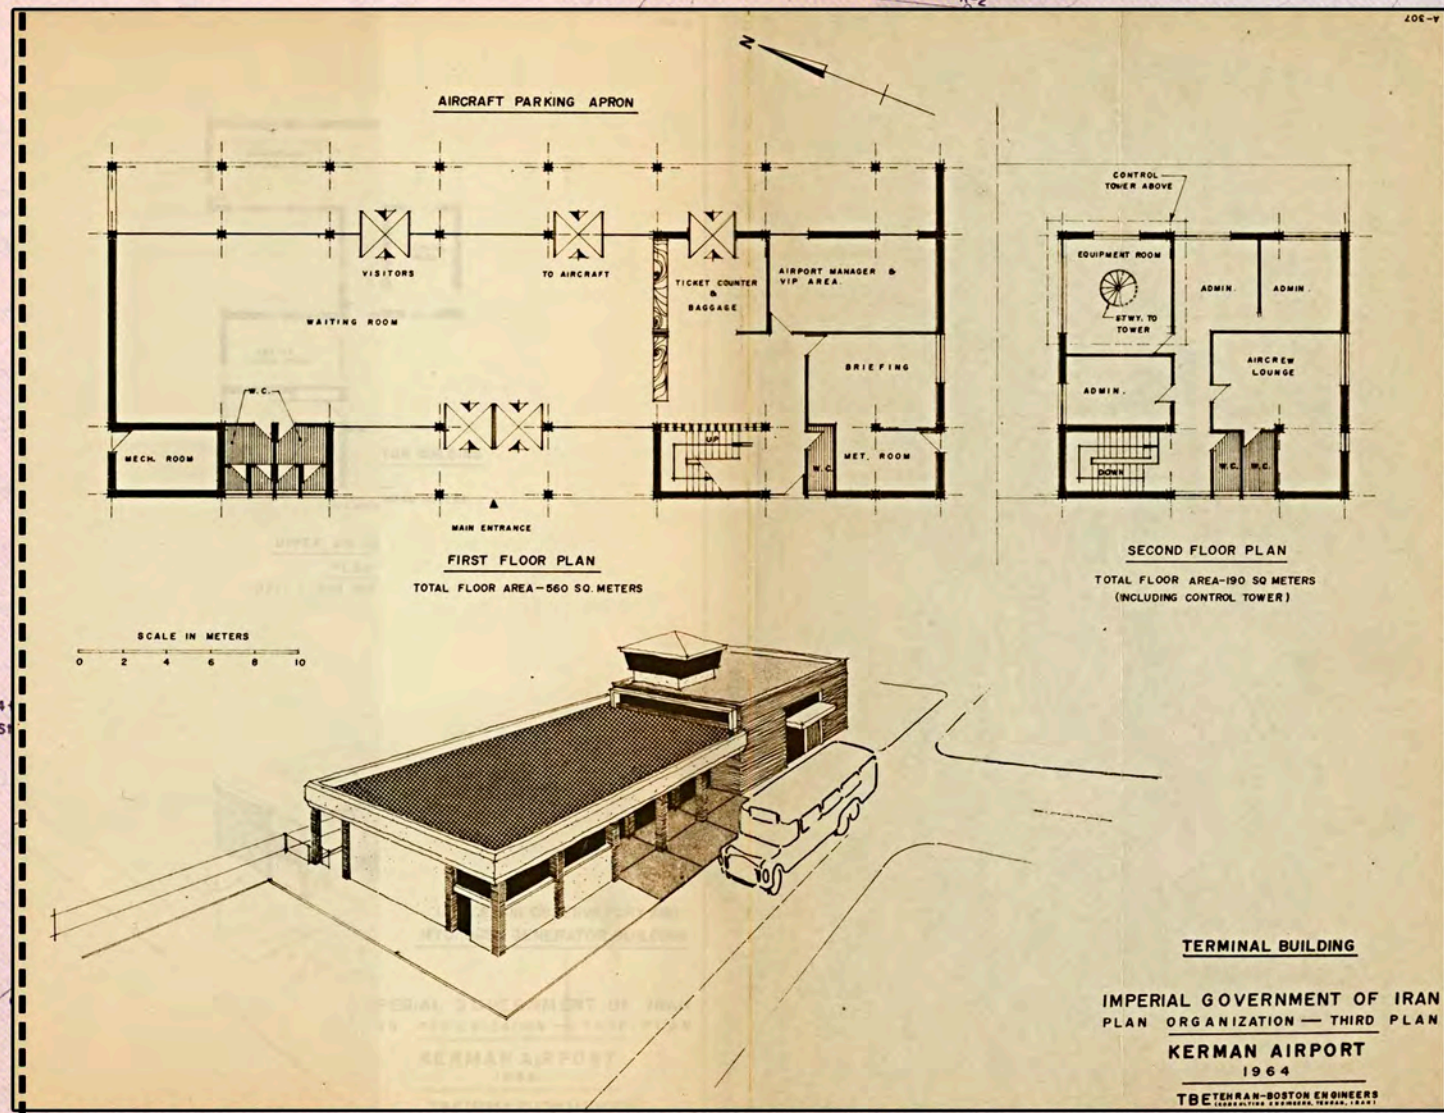 A-307
N
AIRCRAFT PARKING APRON
VISITORS
TO AIRCRAFT
TICKET COUNTER
&
BAGGAGE
AIRPORT MANAGER &
VIP AREA.
WAITING ROOM
BRIEFING
W.C.
MECH. ROOM
UP
W.C.
MET. ROOM
MAIN ENTRANCE
FIRST FLOOR PLAN
TOTAL FLOOR AREA-560 SQ. METERS
CONTROL
TOWER ABOVE
EQUIPMENT ROOM
STWY. TO
TOWER
ADMIN.
ADMIN.
AIRCREW
LOUNGE
ADMIN.
DOWN
W.C.
W.C.
SECOND FLOOR PLAN
TOTAL FLOOR AREA-190 SQ METERS
(INCLUDING CONTROL TOWER)
SCALE IN METERS
0 2 4 6 8 10
TERMINAL BUILDING
IMPERIAL GOVERNMENT OF IRAN
PLAN ORGANIZATION — THIRD PLAN
KERMAN AIRPORT
1964
TBE TEHRAN-BOSTON ENGINEERS
(CONSULTING ENGINEERS, TEHRAN, IRAN)